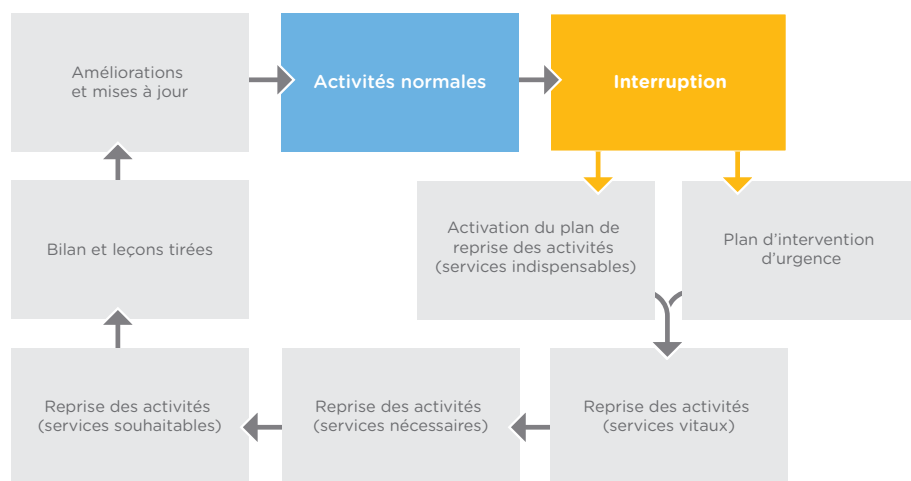 Améliorations
et mises à jour
Activités normales
Interruption
Activation du plan de
reprise des activités
(services indispensables)
Plan d’intervention
d’urgence
Bilan et leçons tirées
Reprise des activités
(services souhaitables)
Reprise des activités
(services nécessaires)
Reprise des activités
(services vitaux)